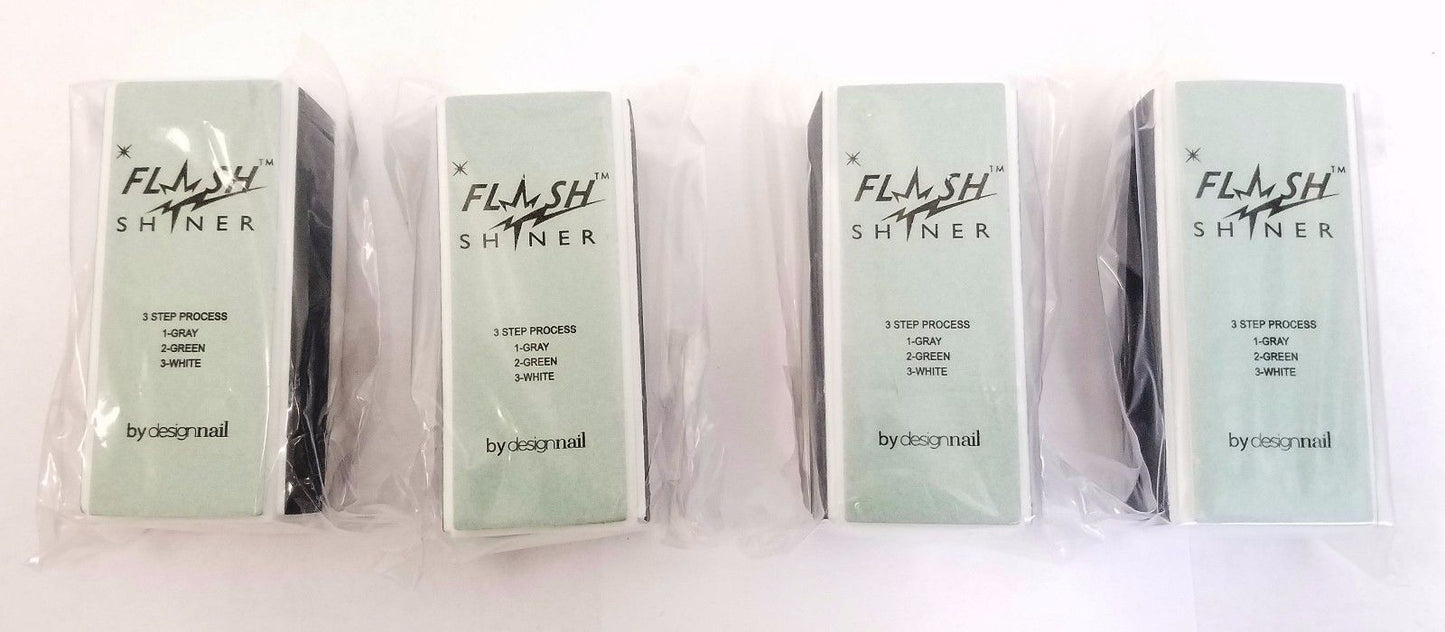 FLASH™
SHINER
3 STEP PROCESS
1-GRAY
2-GREEN
3-WHITE
by designnail
FLASH™
SHINER
3 STEP PROCESS
1-GRAY
2-GREEN
3-WHITE
by designnail
FLASH™
SHINER
3 STEP PROCESS
1-GRAY
2-GREEN
3-WHITE
by designnail
FLASH™
SHINER
3 STEP PROCESS
1-GRAY
2-GREEN
3-WHITE
by designnail